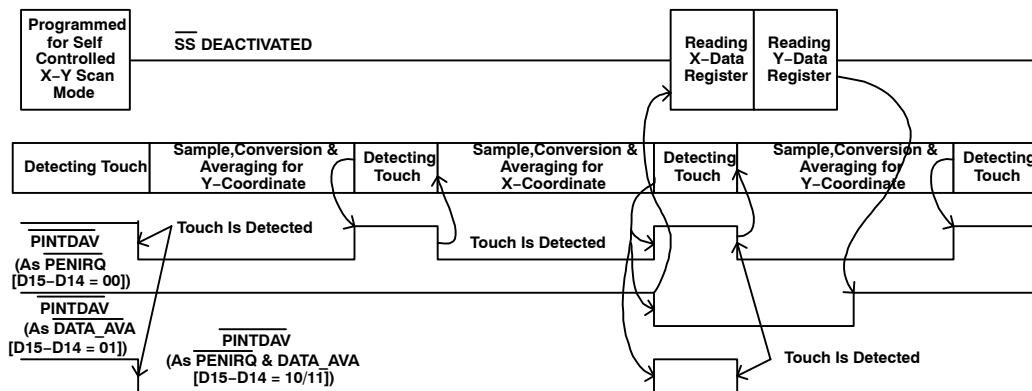 Programmed
for Self
Controlled
X−Y Scan
Mode
SS DEACTIVATED
Reading
X-Data
Register
Reading
Y-Data
Register
Detecting Touch
Sample,Conversion &
Averaging for
Y−Coordinate
Detecting
Touch
Sample,Conversion &
Averaging for
X−Coordinate
Detecting
Touch
Sample,Conversion &
Averaging for
Y−Coordinate
Detecting
Touch
PINTDAV
(As PENIRQ
[D15−D14 = 00])
Touch Is Detected
Touch Is Detected
PINTDAV
(As DATA_AVA
[D15−D14 = 01])
PINTDAV
(As PENIRQ & DATA_AVA
[D15−D14 = 10/11])
Touch Is Detected